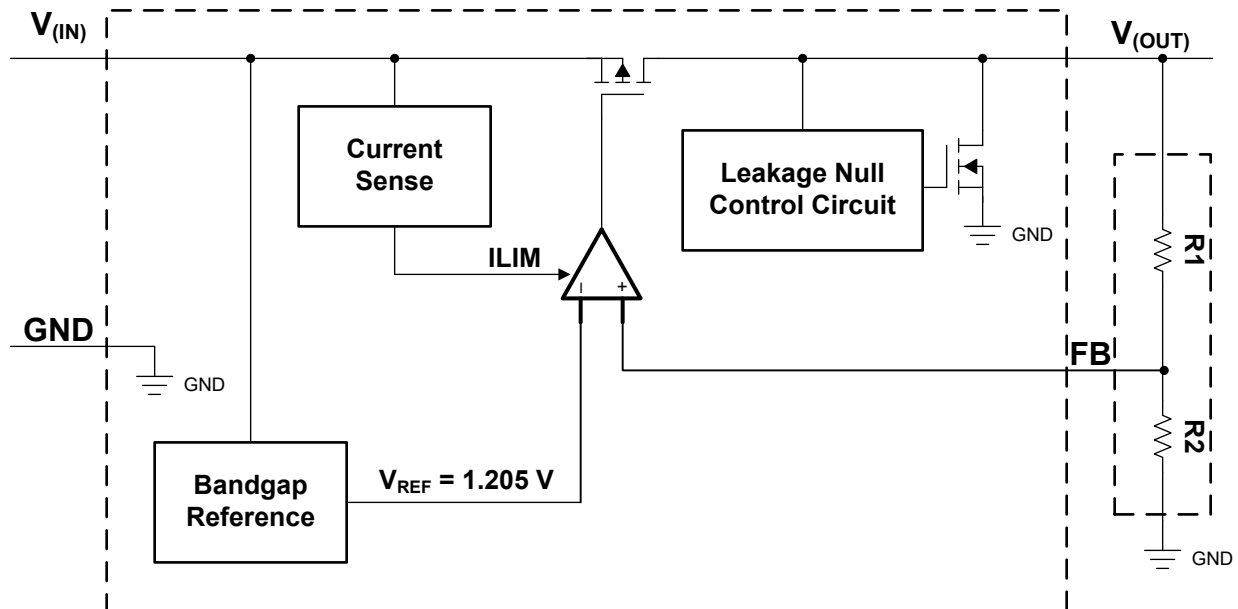 V(IN)
V(OUT)
Current
Sense
Leakage Null
Control Circuit
GND
R1
ILIM
– +
GND
GND
FB
R2
Bandgap
Reference
VREF = 1.205 V
GND